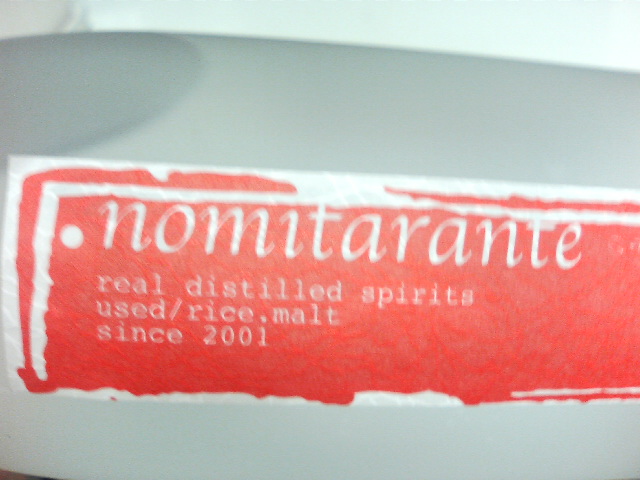 nomitarante
real distilled spirits
used/rice.malt
since 2001